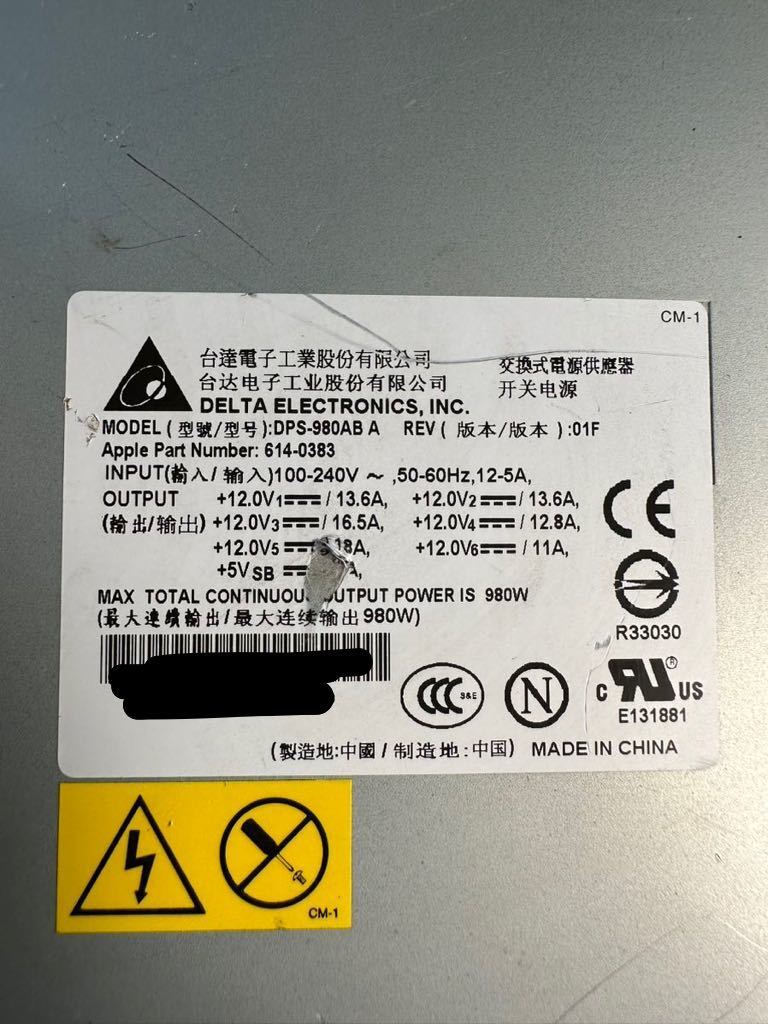 CM-1
台達電子工業股份有限公司
台达电子工业股份有限公司
DELTA ELECTRONICS, INC.
交換式電源供應器
开关电源
MODEL ( 型號/型号 ):DPS-980AB A REV ( 版本/版本 ):01F
Apple Part Number: 614-0383
INPUT(輸入/输入)100-240V ~ ,50-60Hz,12-5A,
OUTPUT +12.0V1⎓/ 13.6A, +12.0V2⎓/ 13.6A,
(輸出/输出) +12.0V3⎓/ 16.5A, +12.0V4⎓/ 12.8A,
+12.0V5⎓ 18A, +12.0V6⎓/ 11A,
+5VSB⎓ A,
MAX TOTAL CONTINUOUS OUTPUT POWER IS 980W
(最大連續輸出/最大连续输出980W)
R33030
CCC S&E
N
c RU ® US
E131881
(製造地:中國/制造地:中国) MADE IN CHINA
CE
CM-1